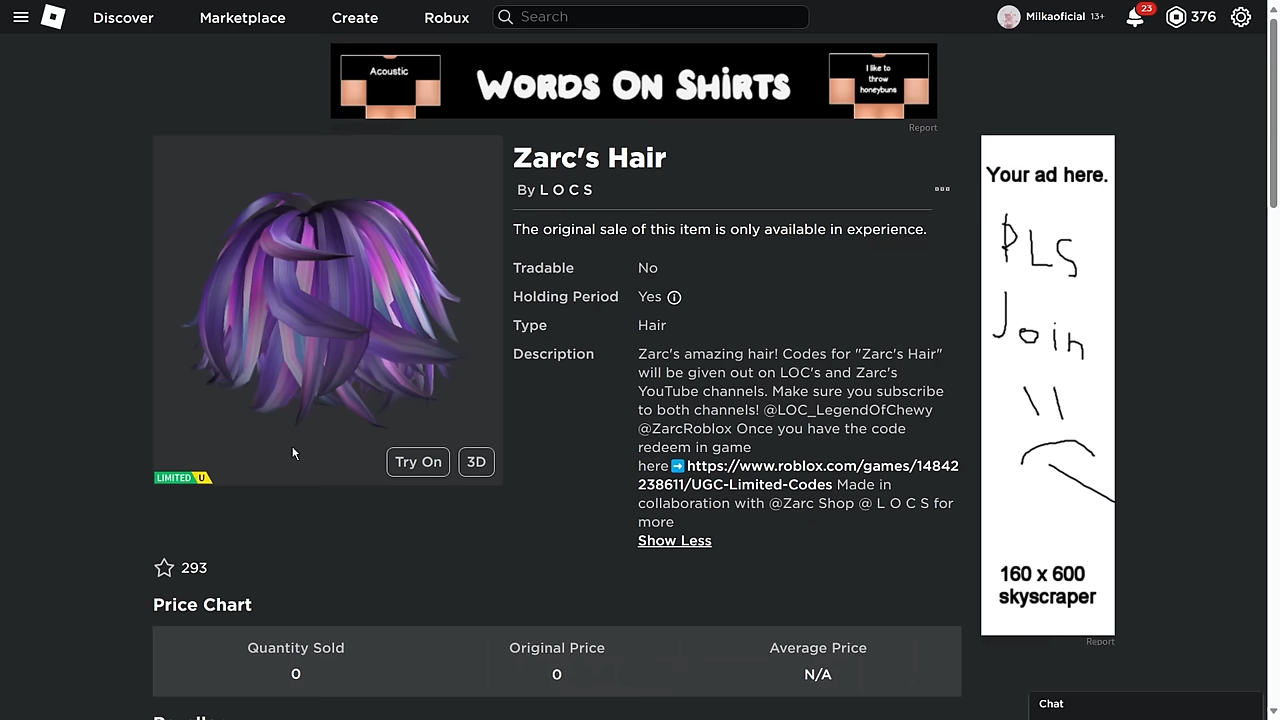 Discover
Marketplace
Create
Robux
Search
Milkaoficial 13+
23
376
Acoustic
WORDS ON SHIRTS
I like to
throw
honeybuns
Report
Zarc's Hair
By L O C S
The original sale of this item is only available in experience.
Tradable No
Holding Period Yes
Type Hair
Description Zarc's amazing hair! Codes for "Zarc's Hair"
will be given out on LOC's and Zarc's
YouTube channels. Make sure you subscribe
to both channels! @LOC_LegendOfChewy
@ZarcRoblox Once you have the code
redeem in game
here➡https://www.roblox.com/games/14842
238611/UGC-Limited-Codes Made in
collaboration with @Zarc Shop @ L O C S for
more
Show Less
Try On
3D
LIMITED U
293
Price Chart
Quantity Sold
0
Original Price
0
Average Price
N/A
Your ad here.
PLS
Join
160 x 600
skyscraper
Report
Chat